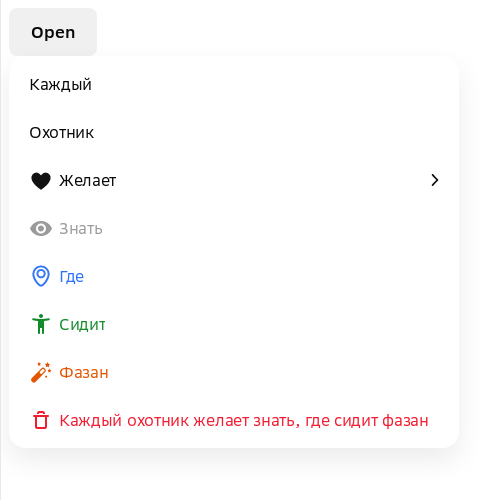 Open
Каждый
Охотник
Желает
Знать
Где
Сидит
Фазан
Каждый охотник желает знать, где сидит фазан